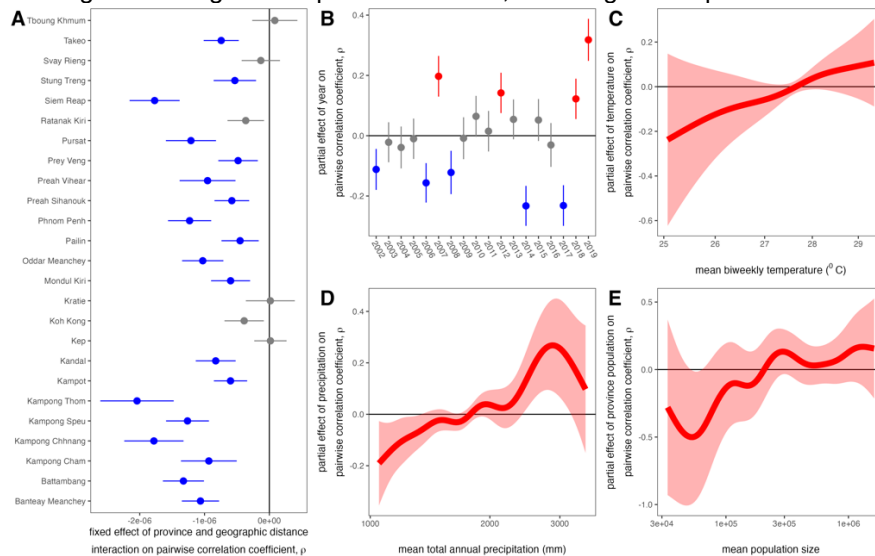 A
Tboung Khmum
Takeo
Svay Rieng
Stung Treng
Siem Reap
Ratanak Kiri
Pursat
Prey Veng
Preah Vihear
Preah Sihanouk
Phnom Penh
Pailin
Oddar Meanchey
Mondul Kiri
Kratie
Koh Kong
Kep
Kandal
Kampot
Kampong Thom
Kampong Speu
Kampong Chhnang
Kampong Cham
Battambang
Banteay Meanchey
-2e-06 -1e-06 0e+00
fixed effect of province and geographic distance
interaction on pairwise correlation coefficient, ρ
B
partial effect of year on
pairwise correlation coefficient, ρ
0.4
0.2
0.0
-0.2
2002 2003 2004 2005 2006 2007 2008 2009 2010 2011 2012 2013 2014 2015 2016 2017 2018 2019
C
partial effect of temperature on
pairwise correlation coefficient, ρ
0.2
0.0
-0.2
-0.4
-0.6
25 26 27 28 29
mean biweekly temperature (⁰ C)
D
partial effect of precipitation on
pairwise correlation coefficient, ρ
0.4
0.2
0.0
-0.2
1000 2000 3000
mean total annual precipitation (mm)
E
partial effect of province population on
pairwise correlation coefficient, ρ
0.5
0.0
-0.5
-1.0
3e+04 1e+05 3e+05 1e+06
mean population size